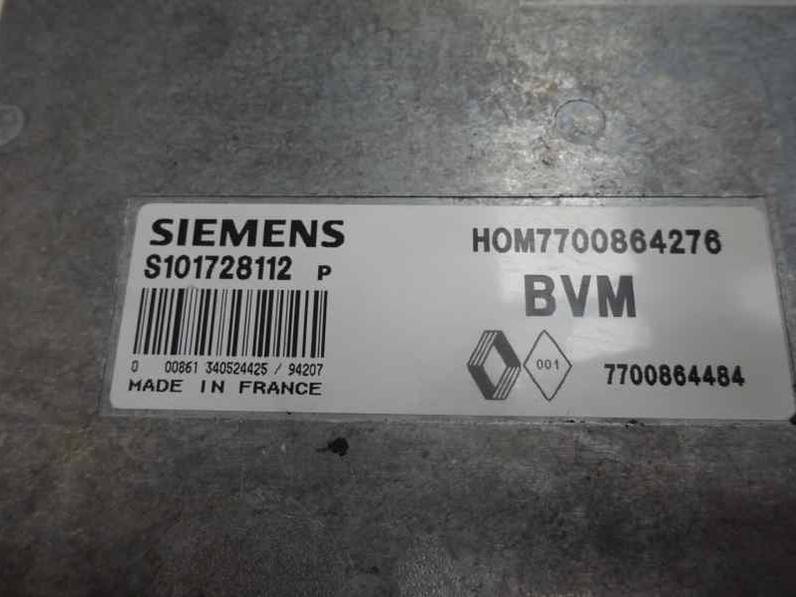 SIEMENS
S101728112 P
0 00861 340524425 / 94207
MADE IN FRANCE
HOM7700864276
BVM
001
7700864484